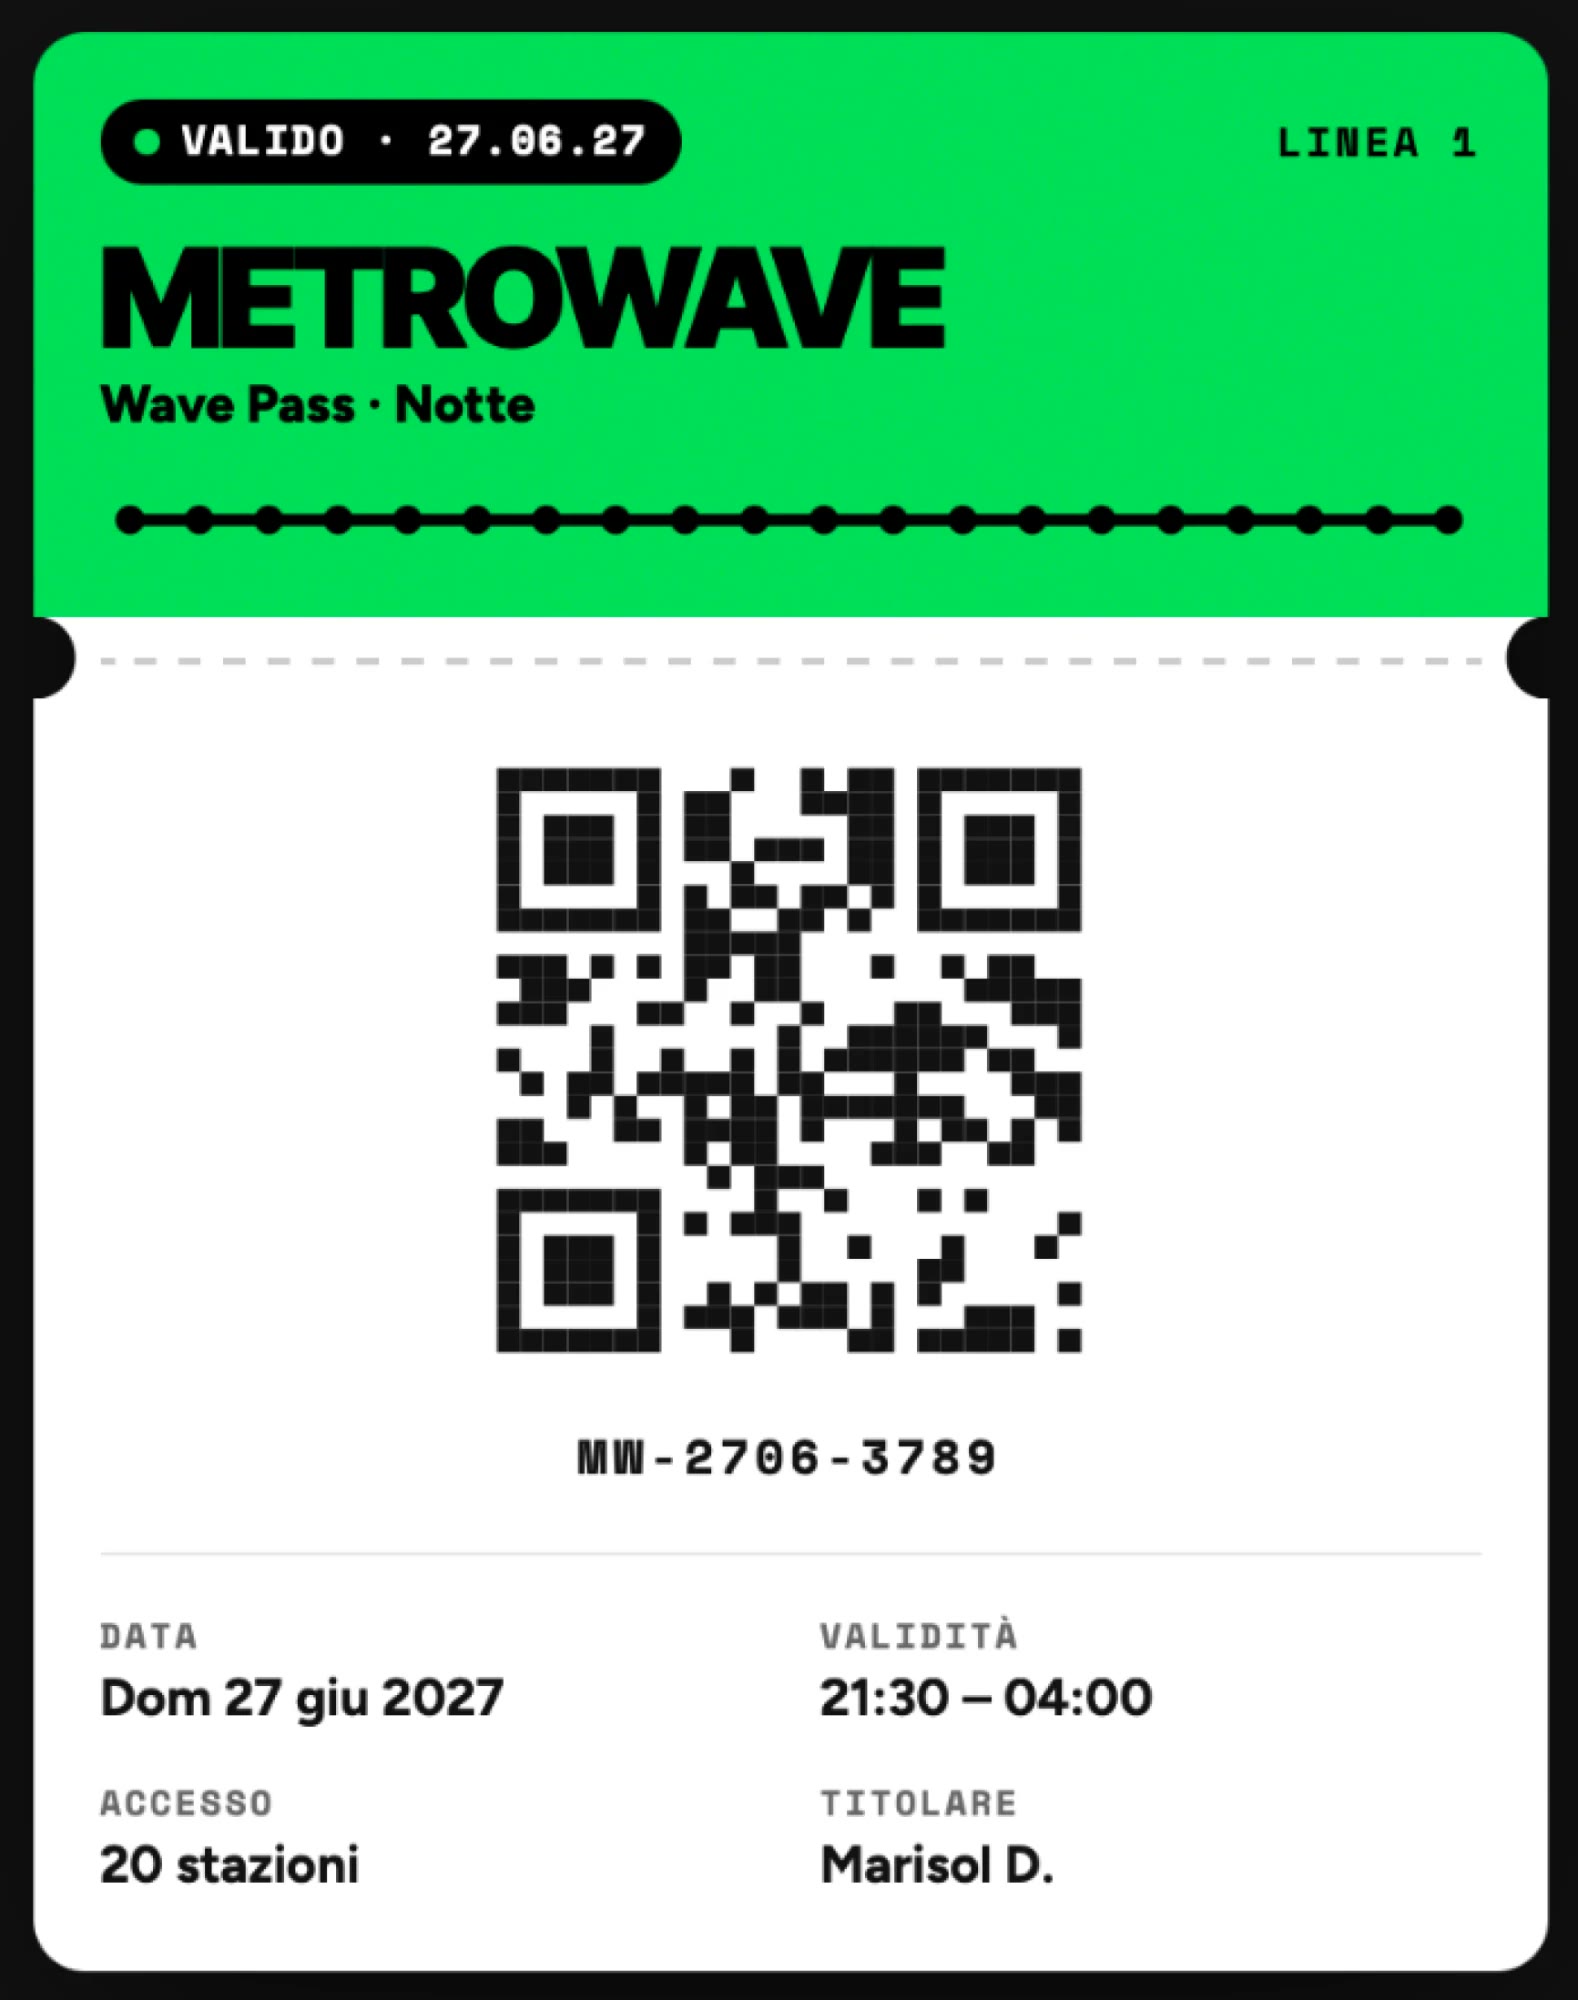 VALIDO · 27.06.27
LINEA 1
METROWAVE
Wave Pass · Notte
MW-2706-3789
DATA
Dom 27 giu 2027
VALIDITÀ
21:30 – 04:00
ACCESSO
20 stazioni
TITOLARE
Marisol D.